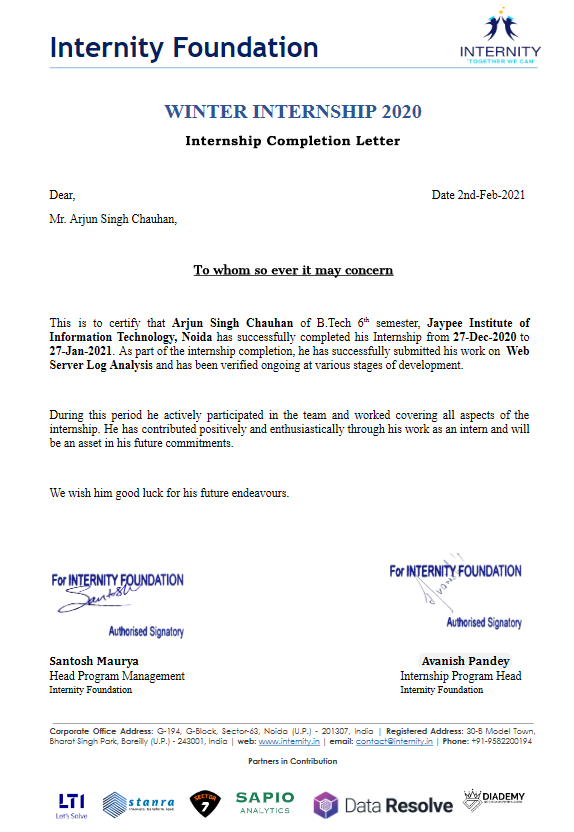 Internity Foundation
INTERNITY
"TOGETHER WE CAN"
WINTER INTERNSHIP 2020
Internship Completion Letter
Dear, Date 2nd-Feb-2021
Mr. Arjun Singh Chauhan,
To whom so ever it may concern
This is to certify that Arjun Singh Chauhan of B.Tech 6th semester, Jaypee Institute of
Information Technology, Noida has successfully completed his Internship from 27-Dec-2020 to
27-Jan-2021. As part of the internship completion, he has successfully submitted his work on Web
Server Log Analysis and has been verified ongoing at various stages of development.
During this period he actively participated in the team and worked covering all aspects of the
internship. He has contributed positively and enthusiastically through his work as an intern and will
be an asset in his future commitments.
We wish him good luck for his future endeavours.
For INTERNITY FOUNDATION
Santosh
Authorised Signatory
Santosh Maurya
Head Program Management
Internity Foundation
For INTERNITY FOUNDATION
Authorised Signatory
Avanish Pandey
Internship Program Head
Internity Foundation
Corporate Office Address: G-194, G-Block, Sector-63, Noida (U.P.) - 201307, India | Registered Address: 30-B Model Town,
Bharat Singh Park, Bareilly (U.P.) - 243001, India | web: www.internity.in | email: contact@internity.in | Phone: +91-9582200194
Partners in Contribution
LTI
Let's Solve
stanra
SECTOR
7
SAPIO
ANALYTICS
Data Resolve
DIADEMY